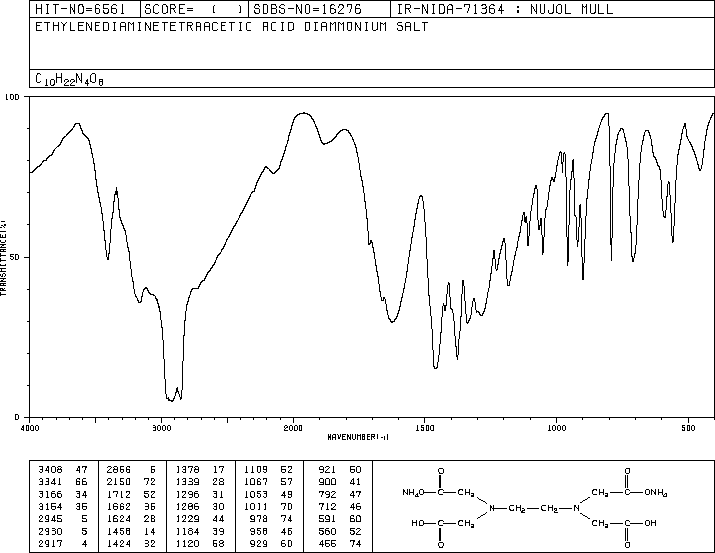 HIT-NO=6561 SCORE= ( ) SDBS-NO=16276 IR-NIDA-71364 : NUJOL MULL
ETHYLENEDIAMINETETRAACETIC ACID DIAMMONIUM SALT
C10H22N4O8
100
TRANSMITTANCE(%)
50
0
4000 3000 2000 1500 1000 500
WAVENUMBER(-1)
3408 47 2866 6 1378 17 1109 52 921 50
3341 66 2150 72 1339 28 1067 57 900 41
3166 34 1712 52 1296 31 1053 49 792 47
3164 35 1662 35 1286 30 1011 70 712 46
2945 5 1624 28 1229 44 978 74 591 60
2930 5 1458 14 1184 39 958 46 560 52
2917 4 1424 32 1120 58 929 60 455 74
O O
NH4O-C-CH2 CH2-C-ONH4
N-CH2-CH2-N
HO-C-CH2 CH2-C-OH
O O